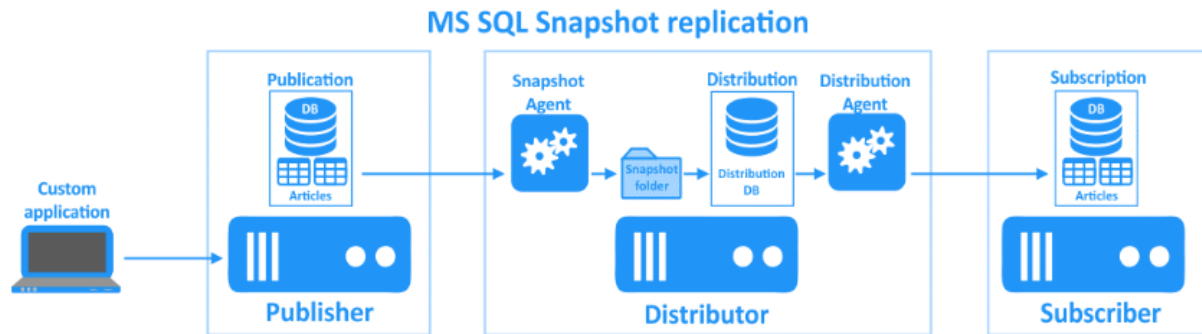 MS SQL Snapshot replication
Custom
application
Publication
DB
Articles
Publisher
Snapshot
Agent
Snapshot
folder
Distribution
Distribution
DB
Distribution
Agent
Distributor
Subscription
DB
Articles
Subscriber